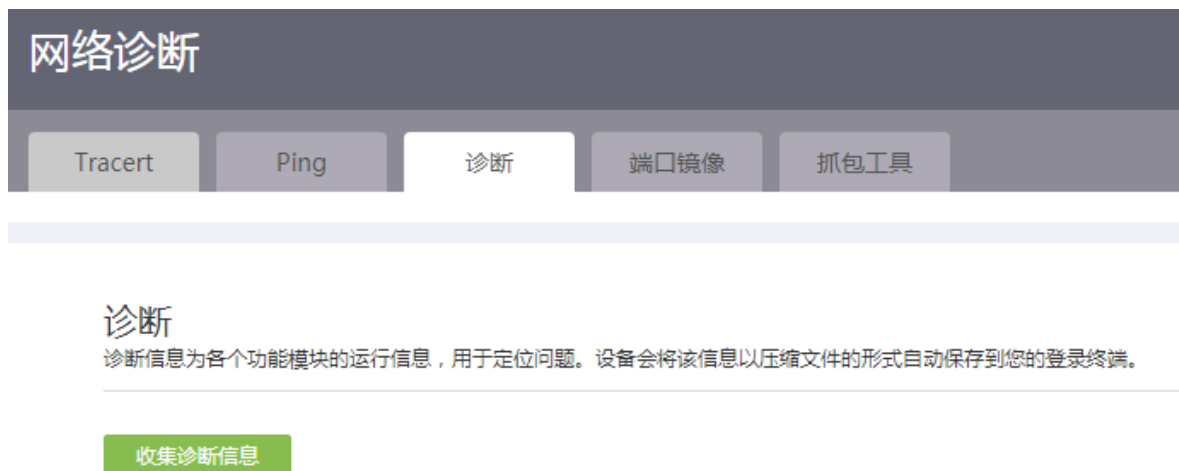 网络诊断
Tracert Ping 诊断 端口镜像 抓包工具
诊断
诊断信息为各个功能模块的运行信息，用于定位问题。设备会将该信息以压缩文件的形式自动保存到您的登录终端。
收集诊断信息